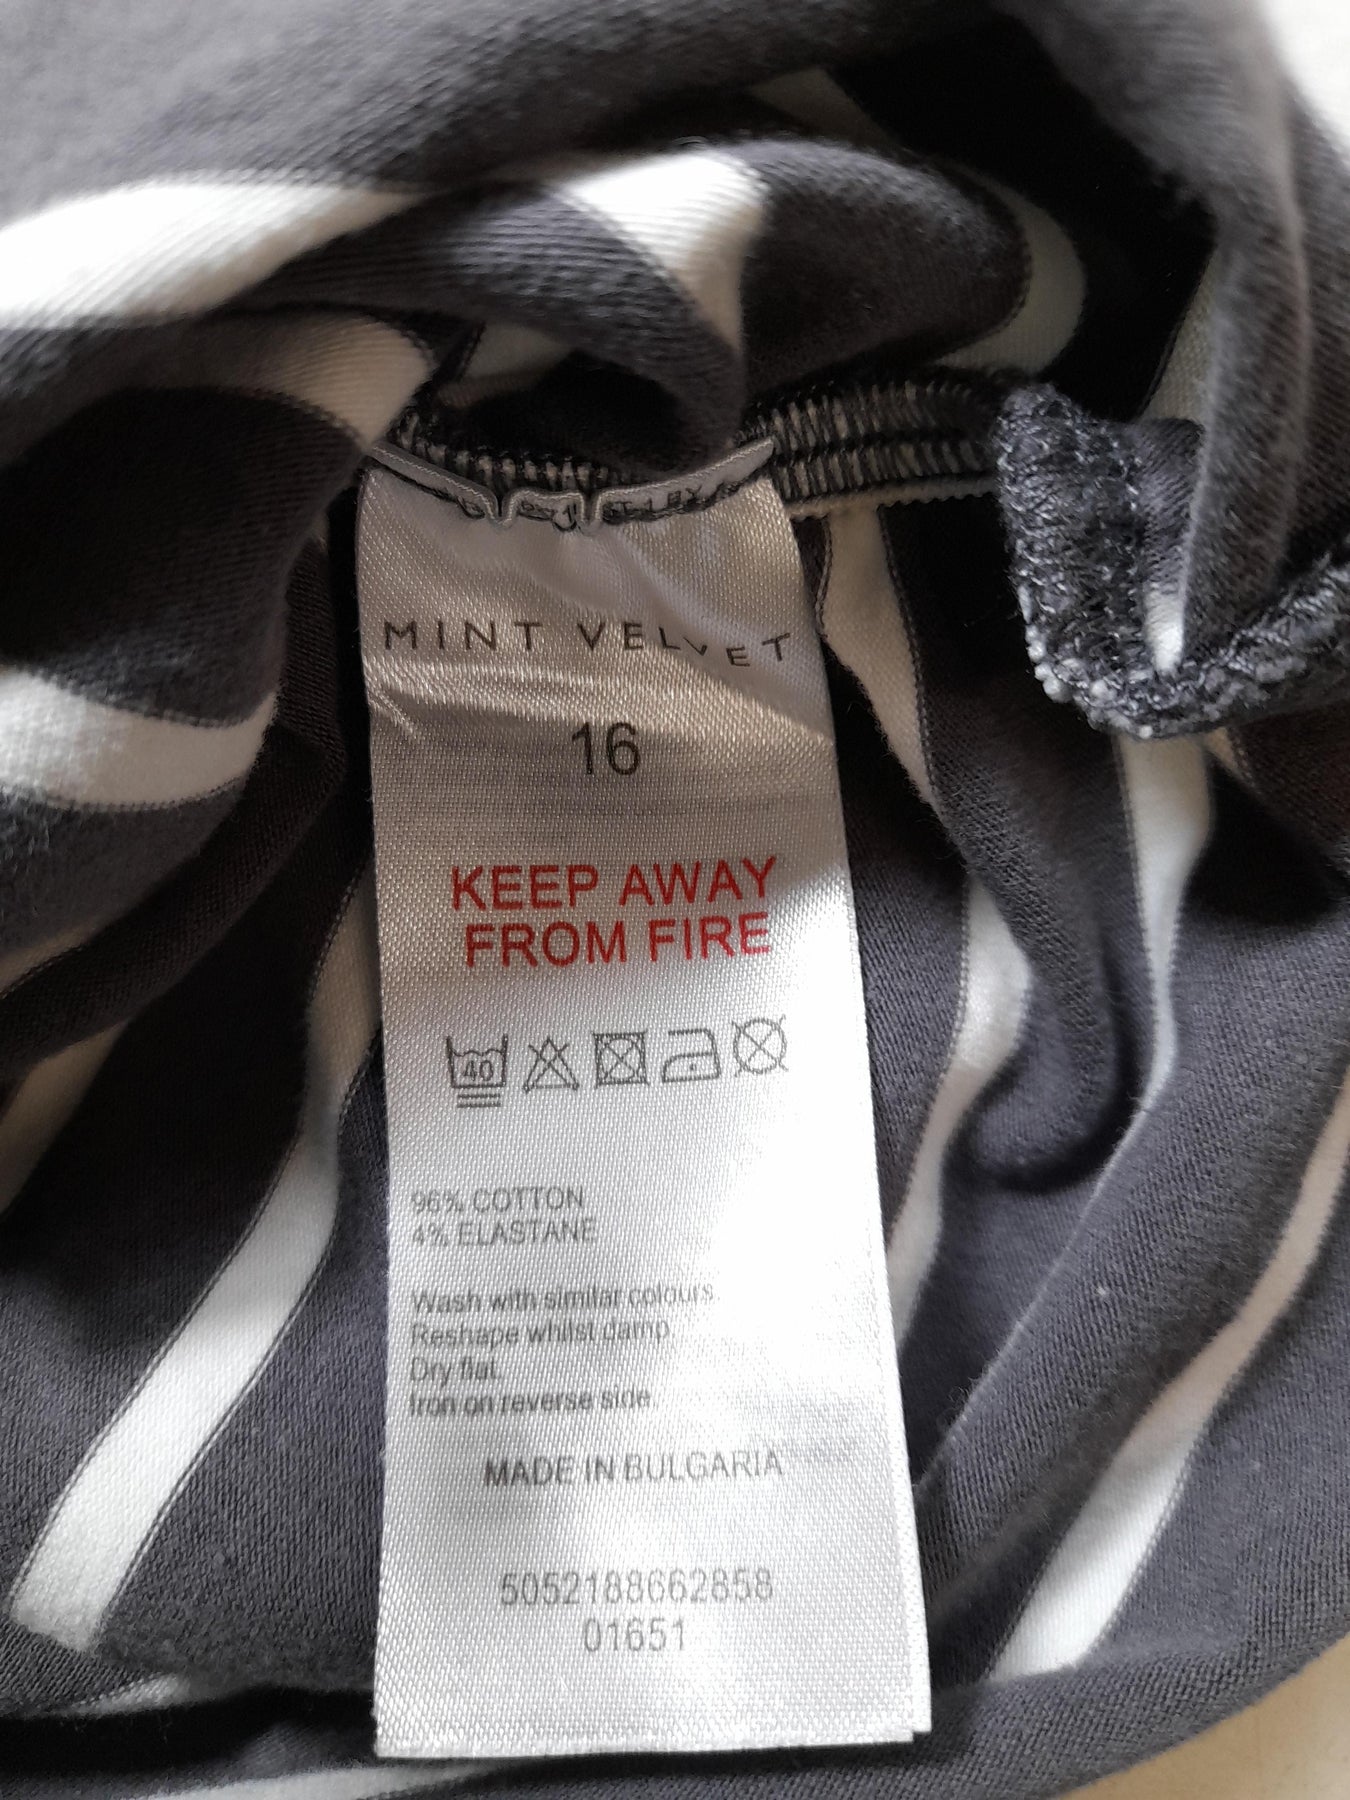 MINT VELVET
16
KEEP AWAY
FROM FIRE
40
96% COTTON
4% ELASTANE
Wash with similar colours.
Reshape whilst damp.
Dry flat.
Iron on reverse side.
MADE IN BULGARIA
5052188662858
01651